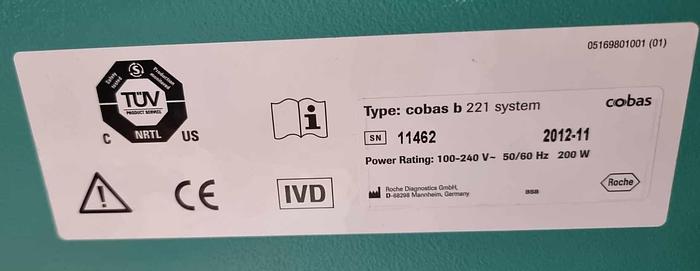 05169801001 (01)
Safety tested
S
Production monitored
TÜV
PRODUCT SERVICE
C NRTL US
i
Type: cobas b 221 system
cobas
SN 11462 2012-11
Power Rating: 100-240 V~ 50/60 Hz 200 W
! CE IVD
Roche Diagnostics GmbH,
D-68298 Mannheim, Germany
Roche